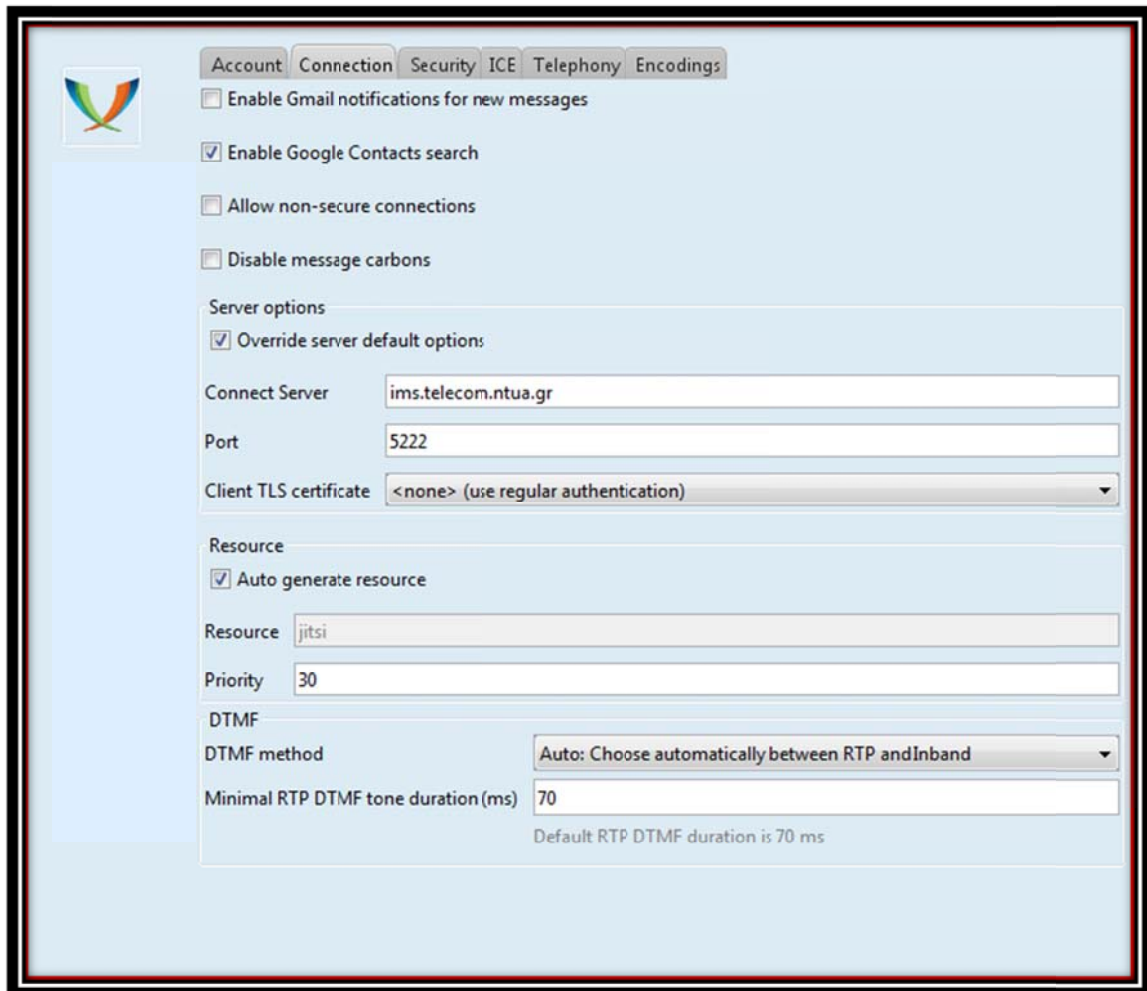 Account Connection Security ICE Telephony Encodings
Enable Gmail notifications for new messages
Enable Google Contacts search
Allow non-secure connections
Disable message carbons
Server options
Override server default options
Connect Server ims.telecom.ntua.gr
Port 5222
Client TLS certificate <none> (use regular authentication)
Resource
Auto generate resource
Resource jitsi
Priority 30
DTMF
DTMF method Auto: Choose automatically between RTP and Inband
Minimal RTP DTMF tone duration (ms) 70
Default RTP DTMF duration is 70 ms